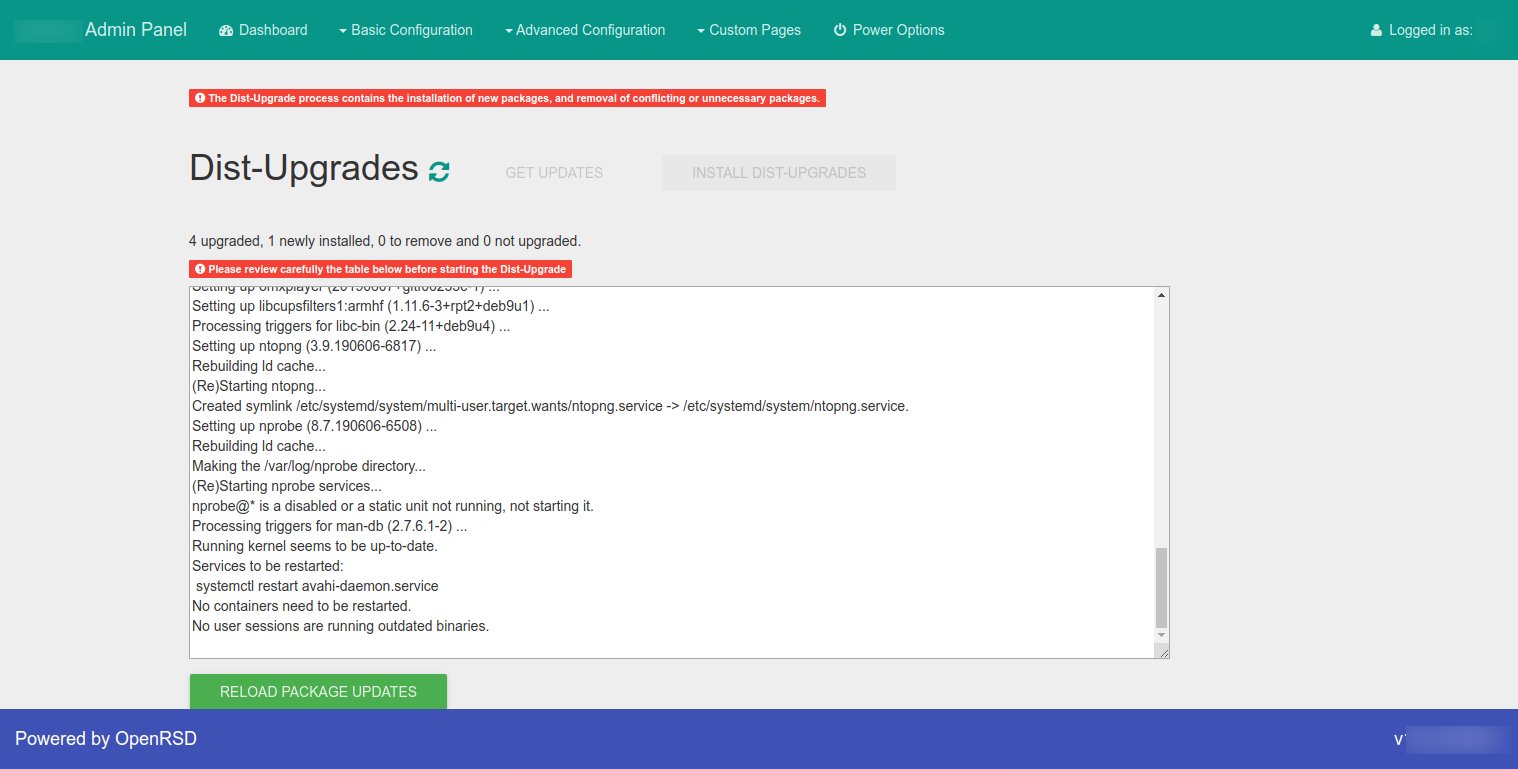 Admin Panel Dashboard Basic Configuration Advanced Configuration Custom Pages Power Options Logged in as:
The Dist-Upgrade process contains the installation of new packages, and removal of conflicting or unnecessary packages.
Dist-Upgrades GET UPDATES INSTALL DIST-UPGRADES
4 upgraded, 1 newly installed, 0 to remove and 0 not upgraded.
Please review carefully the table below before starting the Dist-Upgrade
Setting up omxplayer
Setting up libcupsfilters1:armhf (1.11.6-3+rpt2+deb9u1) ...
Processing triggers for libc-bin (2.24-11+deb9u4) ...
Setting up ntopng (3.9.190606-6817) ...
Rebuilding ld cache...
(Re)Starting ntopng...
Created symlink /etc/systemd/system/multi-user.target.wants/ntopng.service -> /etc/systemd/system/ntopng.service.
Setting up nprobe (8.7.190606-6508) ...
Rebuilding ld cache...
Making the /var/log/nprobe directory...
(Re)Starting nprobe services...
nprobe@* is a disabled or a static unit not running, not starting it.
Processing triggers for man-db (2.7.6.1-2) ...
Running kernel seems to be up-to-date.
Services to be restarted:
systemctl restart avahi-daemon.service
No containers need to be restarted.
No user sessions are running outdated binaries.
RELOAD PACKAGE UPDATES
Powered by OpenRSD